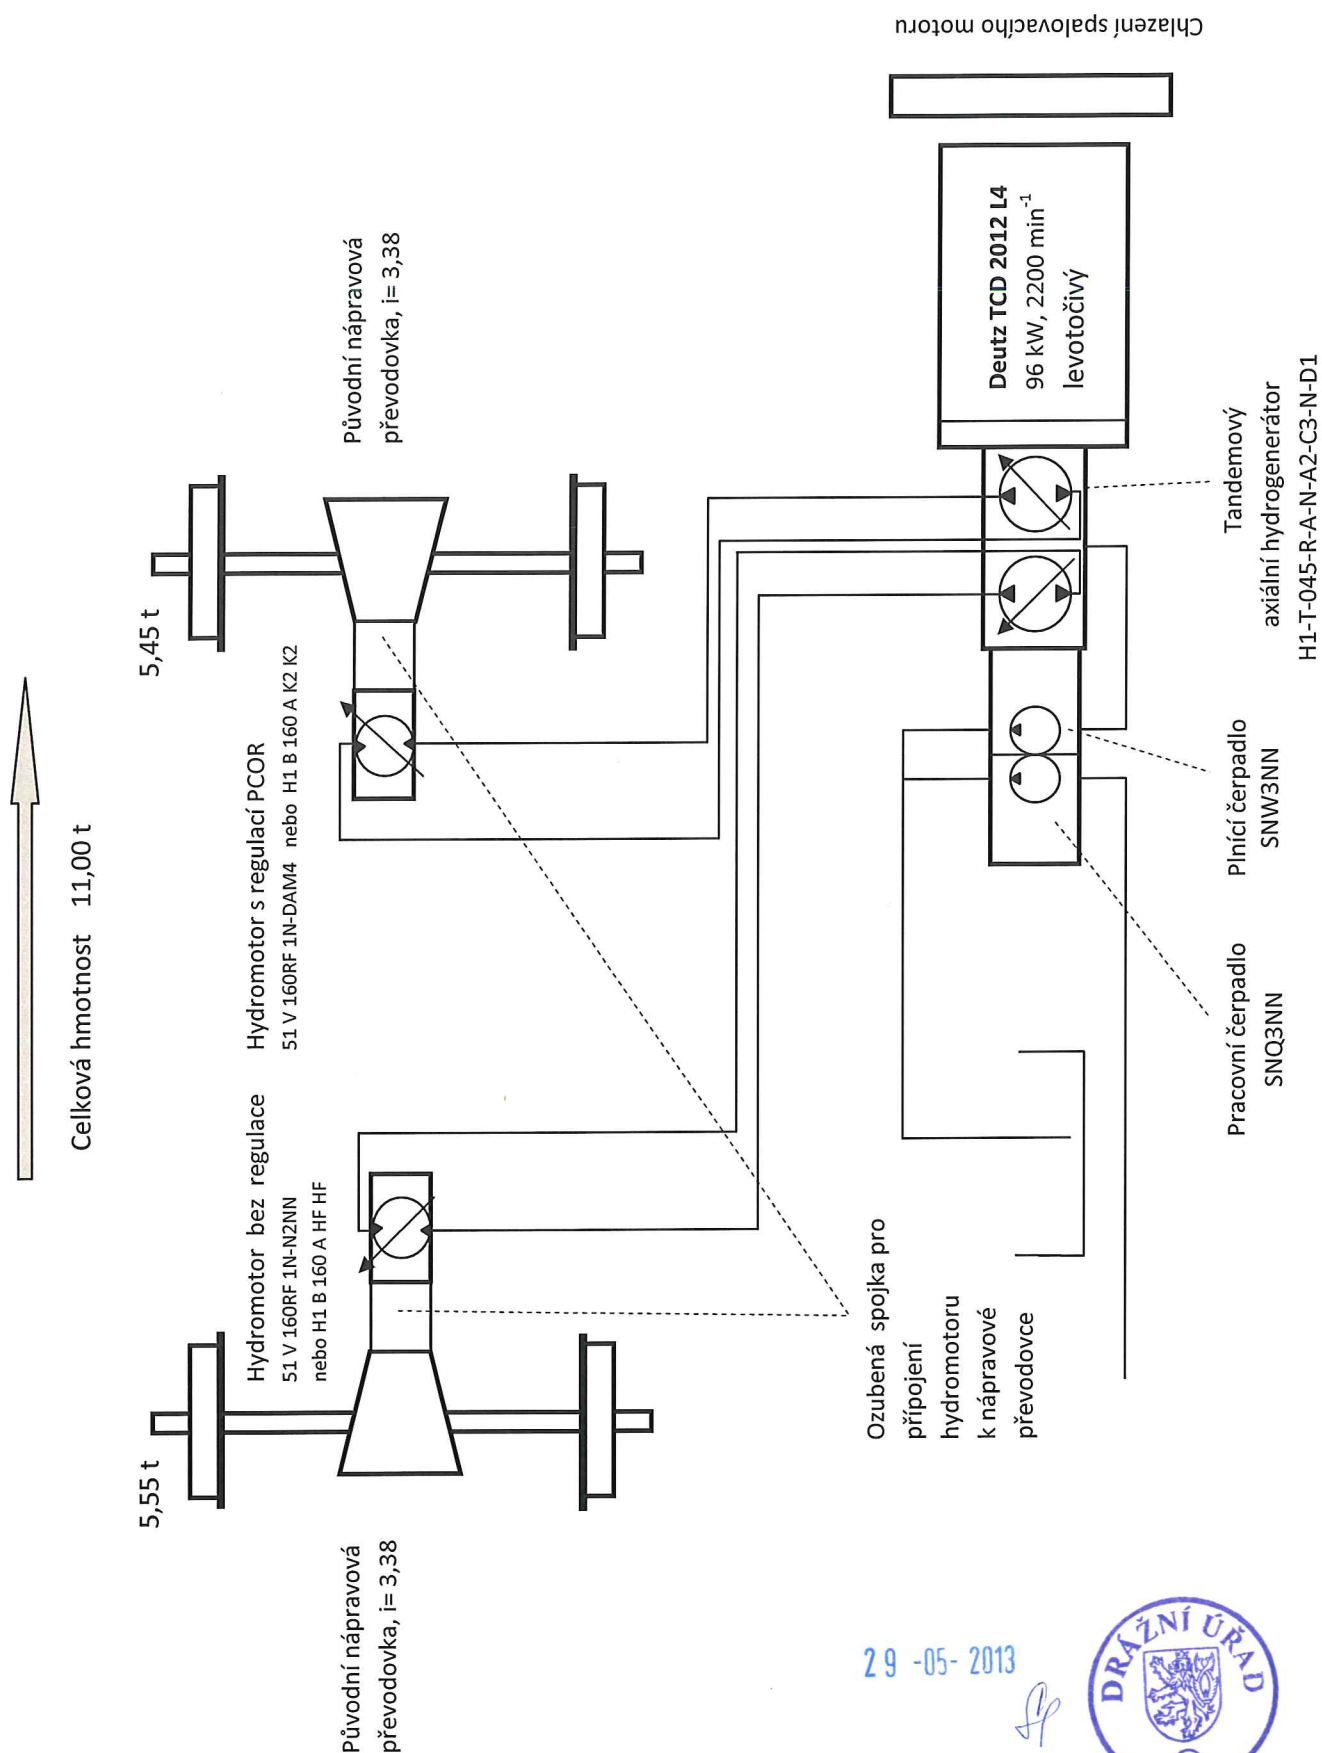 Celková hmotnost 11,00 t
5,55 t
5,45 t
Hydromotor bez regulace
51 V 160RF 1N-N2NN
nebo H1 B 160 A HF HF
Hydromotor s regulací PCOR
51 V 160RF 1N-DAM4 nebo H1 B 160 A K2 K2
Původní nápravová
převodovka, i= 3,38
Původní nápravová
převodovka, i= 3,38
Ozubená spojka pro
přípojení
hydromotoru
k nápravové
převodovce
Deutz TCD 2012 L4
96 kW, 2200 min⁻¹
levotočivý
Chlazení spalovacího motoru
Pracovní čerpadlo
SNQ3NN
Plnící čerpadlo
SNW3NN
Tandemový
axiální hydrogenerátor
H1-T-045-R-A-N-A2-C3-N-D1
29 -05- 2013
DRÁŽNÍ ÚŘAD